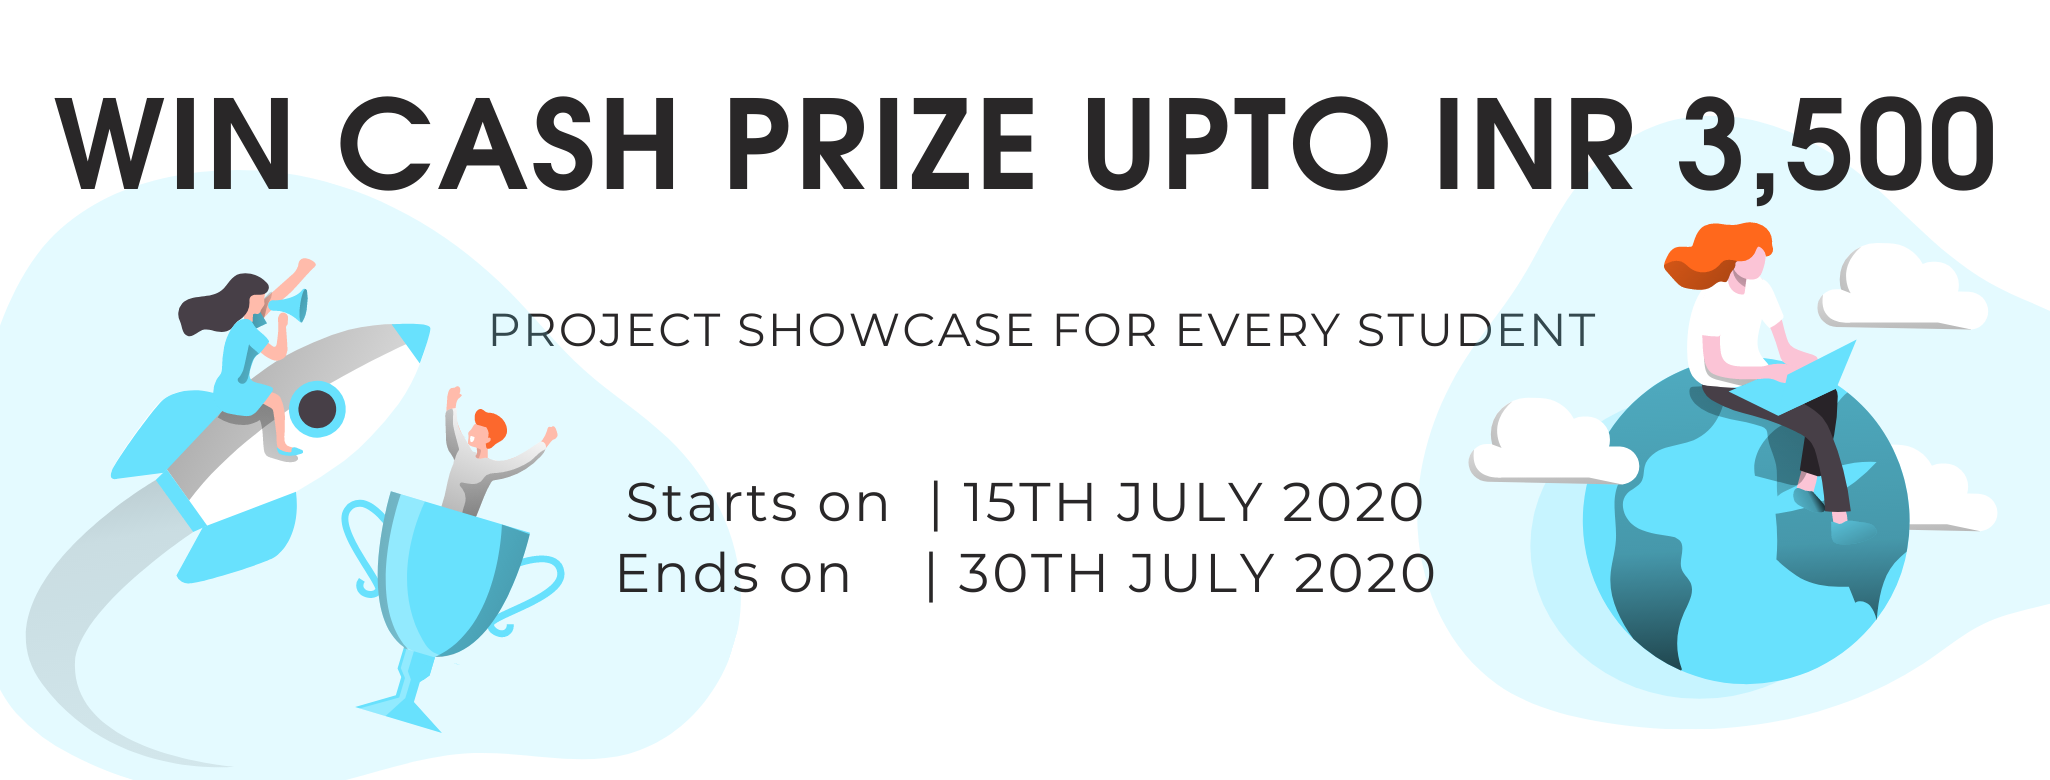 WIN CASH PRIZE UPTO INR 3,500
PROJECT SHOWCASE FOR EVERY STUDENT
Starts on | 15TH JULY 2020
Ends on | 30TH JULY 2020